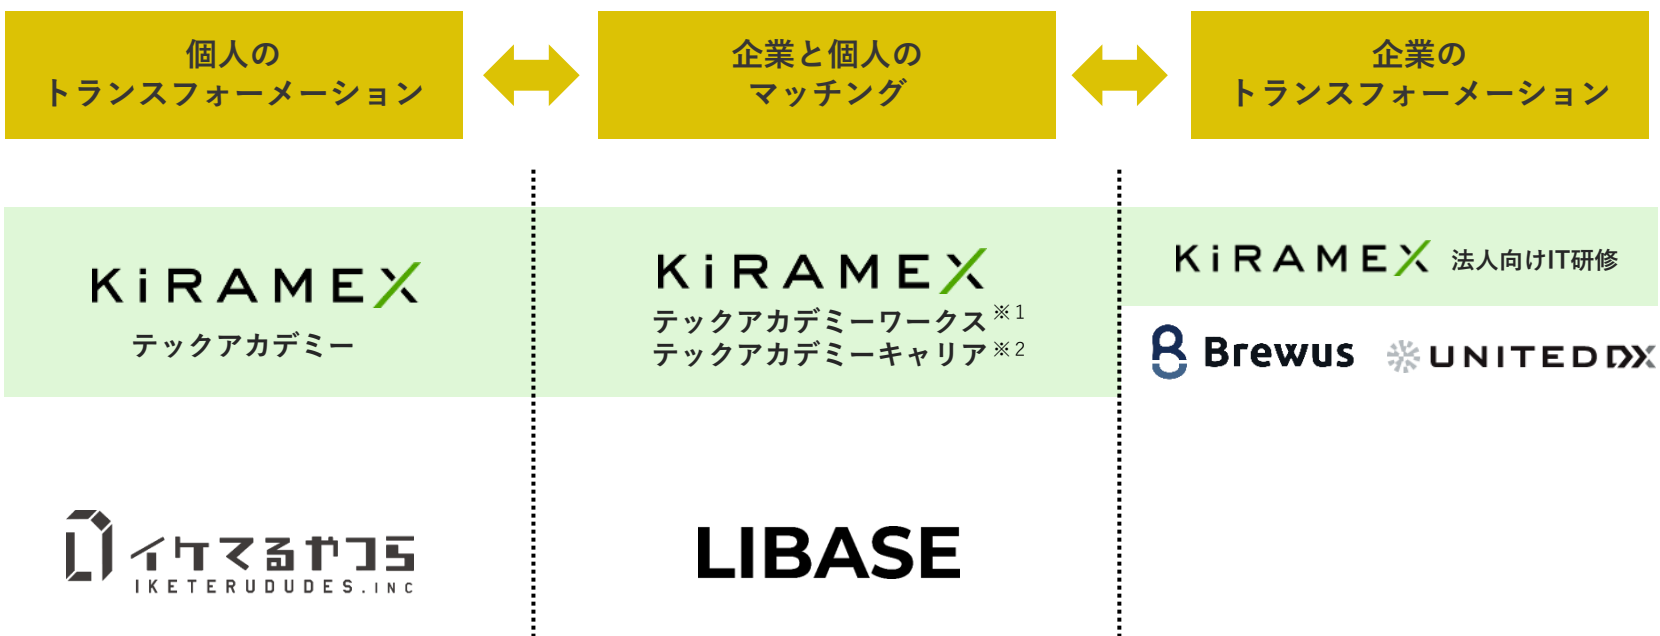 個人の
トランスフォーメーション
企業と個人の
マッチング
企業の
トランスフォーメーション
KiRAMEX
テックアカデミー
KiRAMEX
テックアカデミーワークス※1
テックアカデミーキャリア※2
KiRAMEX 法人向けIT研修
Brewus
UNITED DX
イケてるやつら
IKETERUDUDES.INC
LIBASE